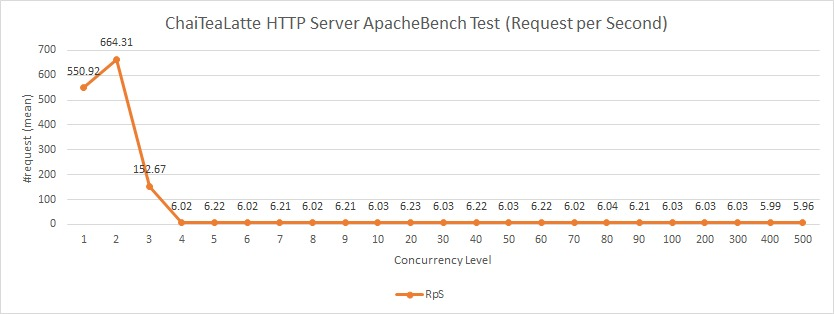 ChaiTeaLatte HTTP Server ApacheBench Test (Request per Second)
#request (mean)
700
600
500
400
300
200
100
0
550.92
664.31
152.67
6.02 6.22 6.02 6.21 6.02 6.21 6.03 6.23 6.03 6.22 6.03 6.22 6.02 6.04 6.21 6.03 6.03 6.03 5.99 5.96
1 2 3 4 5 6 7 8 9 10 20 30 40 50 60 70 80 90 100 200 300 400 500
Concurrency Level
RpS